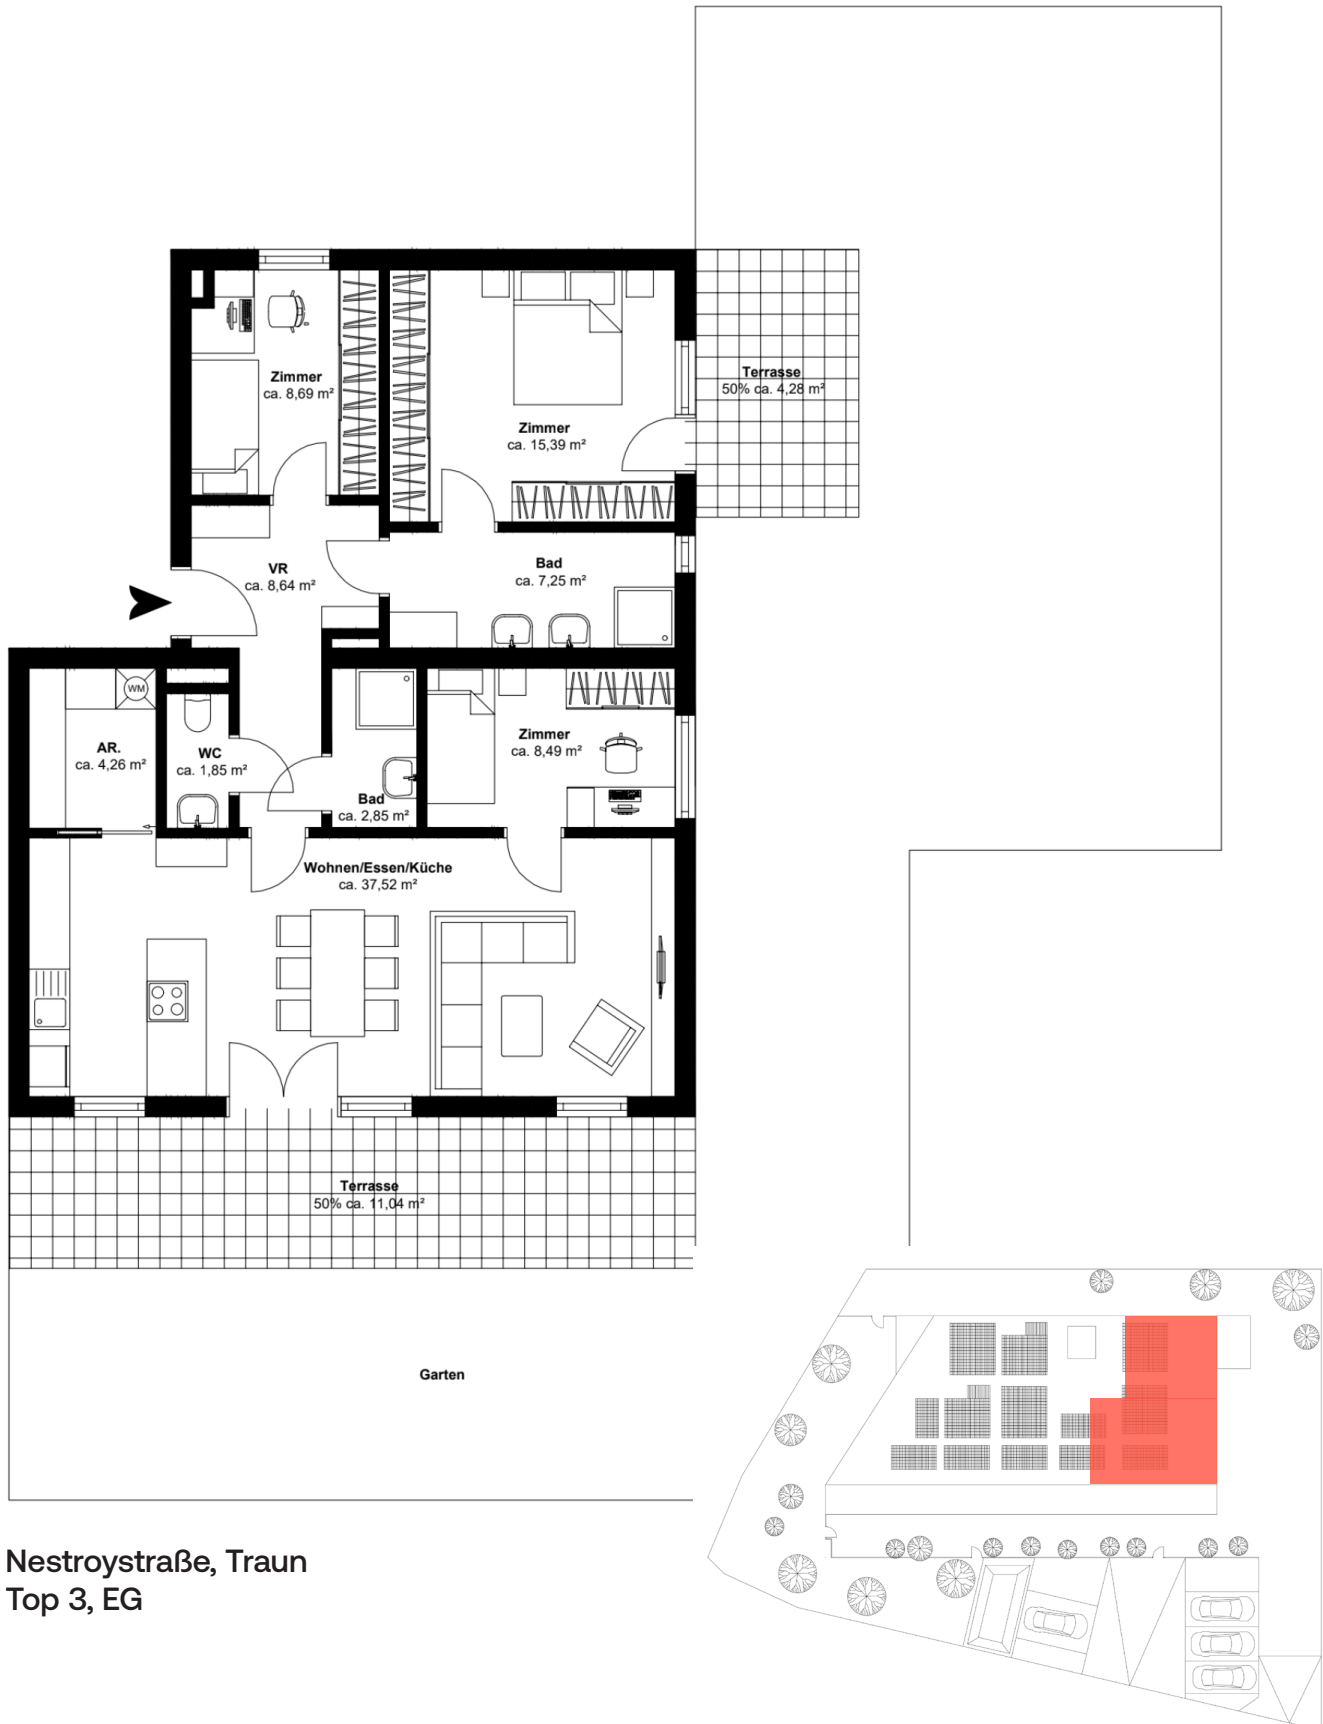 Zimmer
ca. 8,69 m²
Zimmer
ca. 15,39 m²
Terrasse
50% ca. 4,28 m²
VR
ca. 8,64 m²
Bad
ca. 7,25 m²
WM
AR.
ca. 4,26 m²
WC
ca. 1,85 m²
Bad
ca. 2,85 m²
Zimmer
ca. 8,49 m²
Wohnen/Essen/Küche
ca. 37,52 m²
Terrasse
50% ca. 11,04 m²
Garten
Nestroystraße, Traun
Top 3, EG